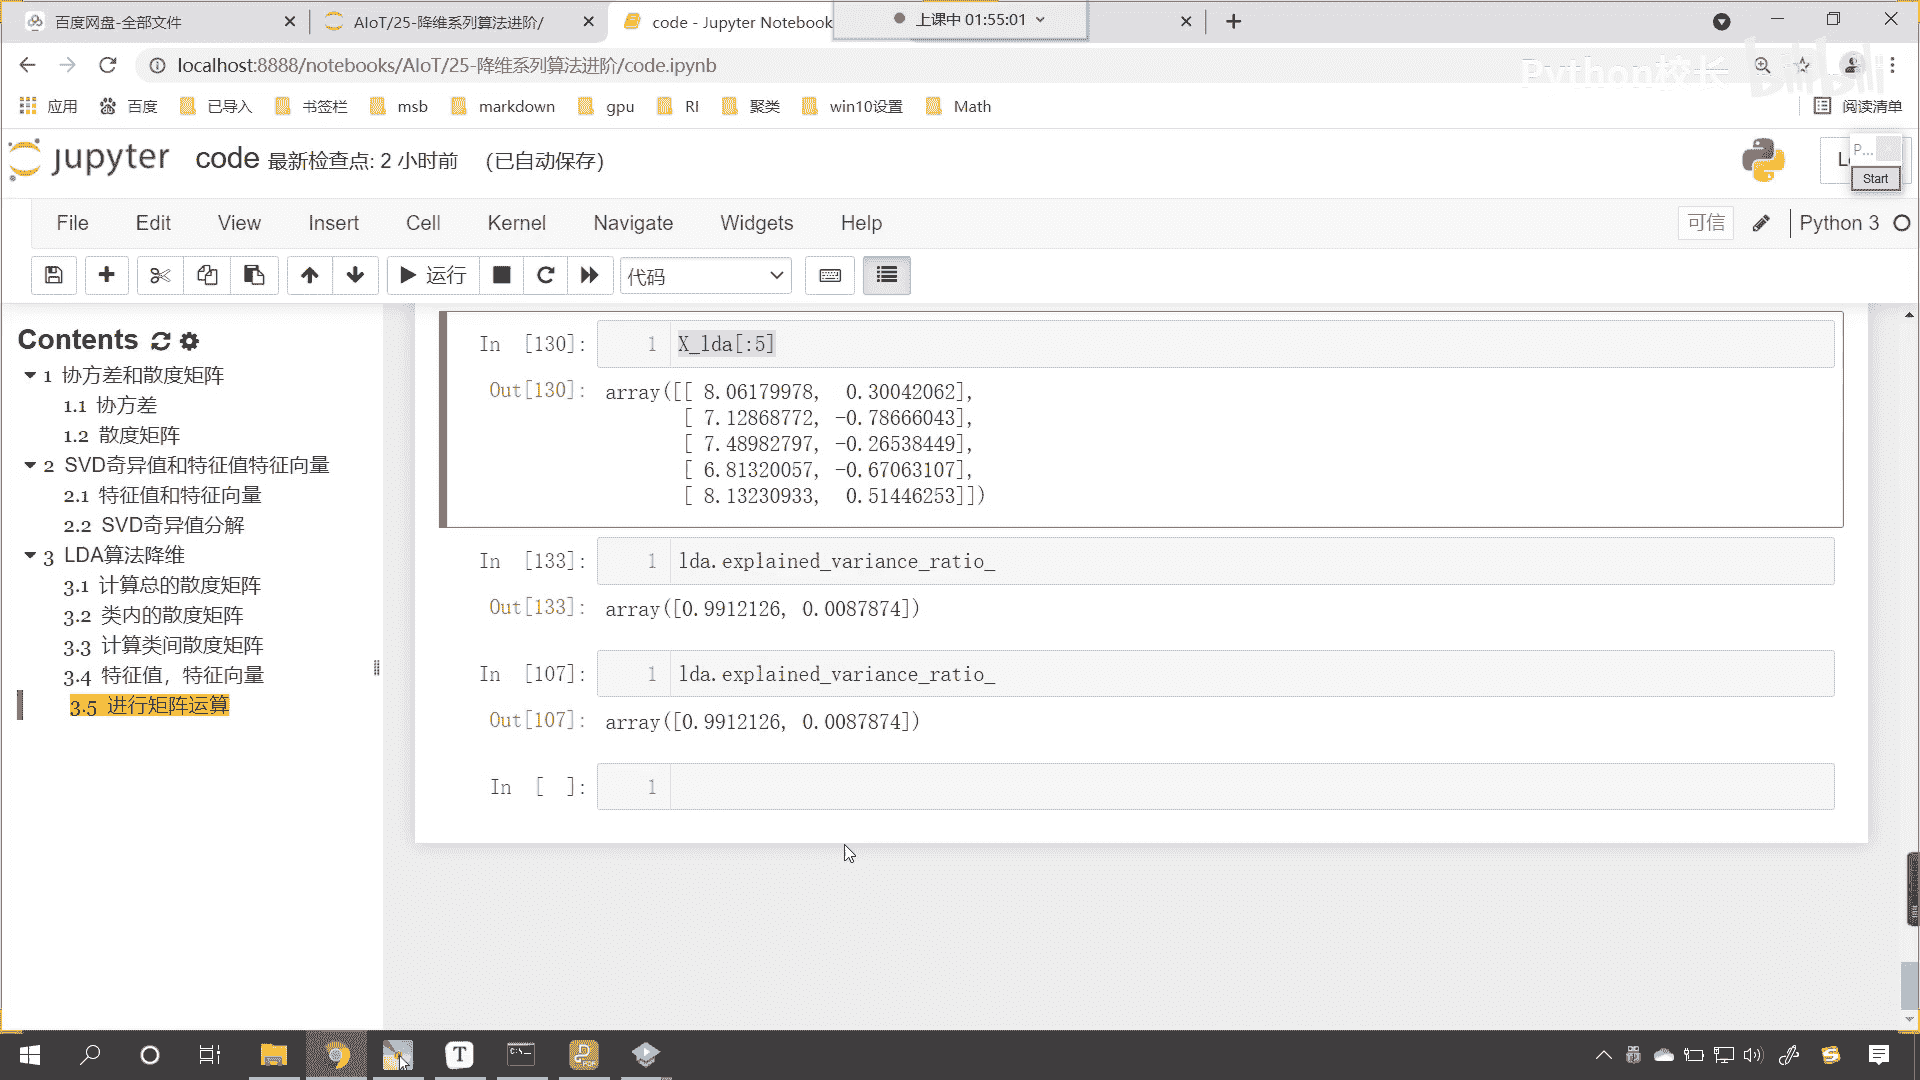 百度网盘-全部文件
AIoT/25-降维系列算法进阶/
code - Jupyter Notebook
上课中 01:55:01
localhost:8888/notebooks/AIoT/25-降维系列算法进阶/code.ipynb
Python校长
bilibili
应用
百度
已导入
书签栏
msb
markdown
gpu
RI
聚类
win10设置
Math
阅读清单
jupyter
code 最新检查点: 2 小时前 (已自动保存)
P...
Start
File Edit View Insert Cell Kernel Navigate Widgets Help
可信
Python 3
运行
代码
Contents
1 协方差和散度矩阵
1.1 协方差
1.2 散度矩阵
2 SVD奇异值和特征值特征向量
2.1 特征值和特征向量
2.2 SVD奇异值分解
3 LDA算法降维
3.1 计算总的散度矩阵
3.2 类内的散度矩阵
3.3 计算类间散度矩阵
3.4 特征值，特征向量
3.5 进行矩阵运算
In [130]: 1 X_lda[:5]
Out[130]: array([[ 8.06179978, 0.30042062],
[ 7.12868772, -0.78666043],
[ 7.48982797, -0.26538449],
[ 6.81320057, -0.67063107],
[ 8.13230933, 0.51446253]])
In [133]: 1 lda.explained_variance_ratio_
Out[133]: array([0.9912126, 0.0087874])
In [107]: 1 lda.explained_variance_ratio_
Out[107]: array([0.9912126, 0.0087874])
In [ ]: 1